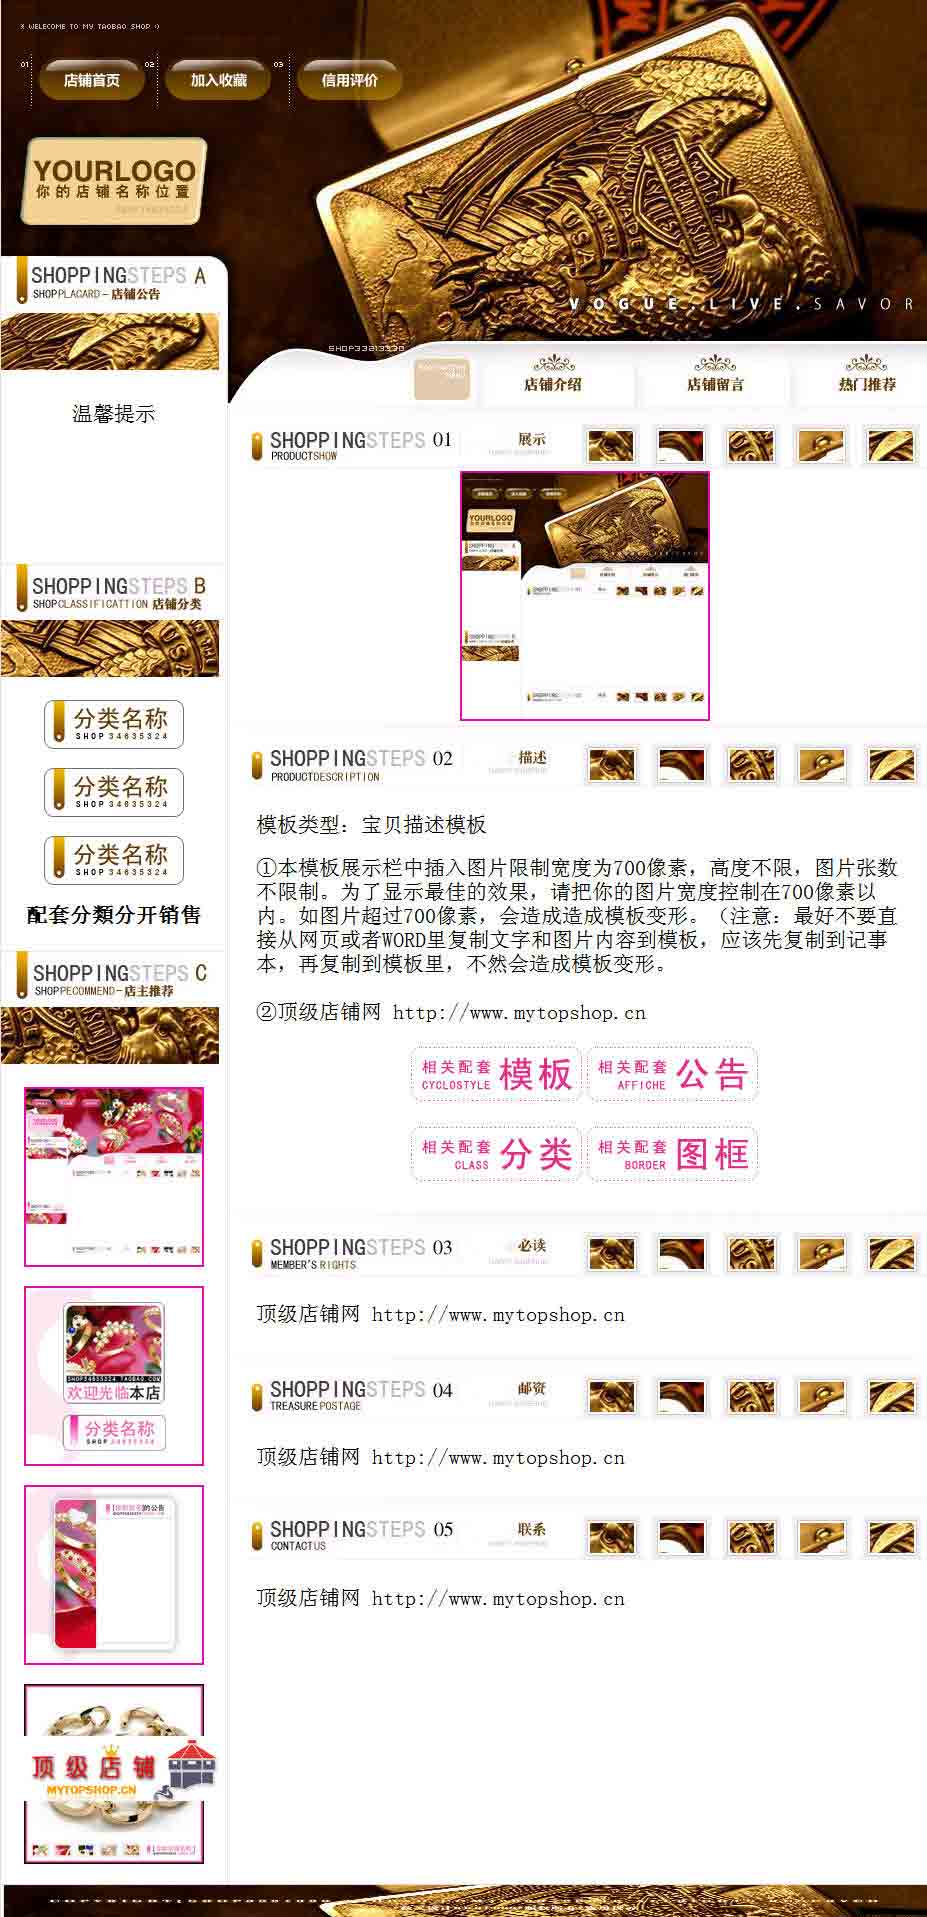 X WELECOME TO MY TAOBAO SHOP :)
01 店铺首页 02 加入收藏 03 信用评价
YOURLOGO
你的店铺名称位置
HARLEY-DAVIDSON
VOGUE.LIVE.SAVOR
SHOPPINGSTEPS A
SHOPPLACARD-店铺公告
温馨提示
SHOPPINGSTEPS B
SHOPCLASSIFICATTION 店铺分类
分类名称
SHOP 34635324
分类名称
SHOP 34635324
分类名称
SHOP 34635324
配套分類分开销售
SHOPPINGSTEPS C
SHOPPECOMMEND-店主推荐
SHOP34635324.TAOBAO.COM
欢迎光临本店
分类名称
SHOP 34635324
顶级店铺
MYTOPSHOP.CN
SHOP33213330
店铺介绍 店铺留言 热门推荐
SHOPPINGSTEPS 01 展示
PRODUCTSHOW
YOURLOGO
SHOPPINGSTEPS 02 描述
PRODUCTDESCRIPTION
模板类型：宝贝描述模板
①本模板展示栏中插入图片限制宽度为700像素，高度不限，图片张数
不限制。为了显示最佳的效果，请把你的图片宽度控制在700像素以
内。如图片超过700像素，会造成造成模板变形。（注意：最好不要直
接从网页或者WORD里复制文字和图片内容到模板，应该先复制到记事
本，再复制到模板里，不然会造成模板变形。
②顶级店铺网 http://www.mytopshop.cn
相关配套 模板
CYCLOSTYLE
相关配套 公告
AFFICHE
相关配套 分类
CLASS
相关配套 图框
BORDER
SHOPPINGSTEPS 03 必读
MEMBER'S RIGHTS
顶级店铺网 http://www.mytopshop.cn
SHOPPINGSTEPS 04 邮资
TREASURE POSTAGE
顶级店铺网 http://www.mytopshop.cn
SHOPPINGSTEPS 05 联系
CONTACT US
顶级店铺网 http://www.mytopshop.cn